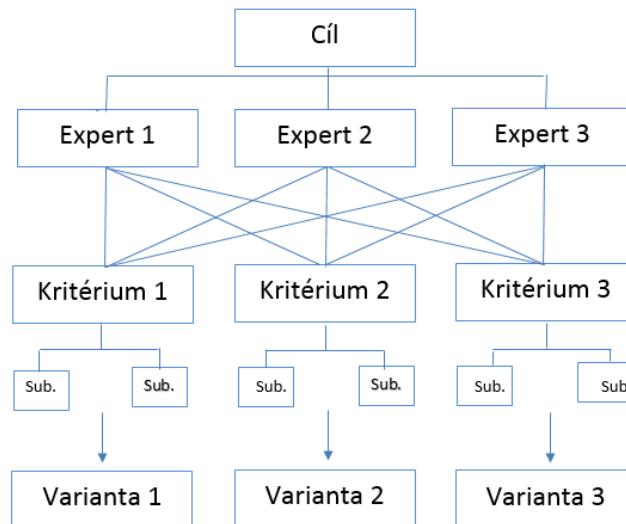 Cíl
Expert 1
Expert 2
Expert 3
Kritérium 1
Kritérium 2
Kritérium 3
Sub.
Sub.
Sub.
Sub.
Sub.
Sub
Varianta 1
Varianta 2
Varianta 3